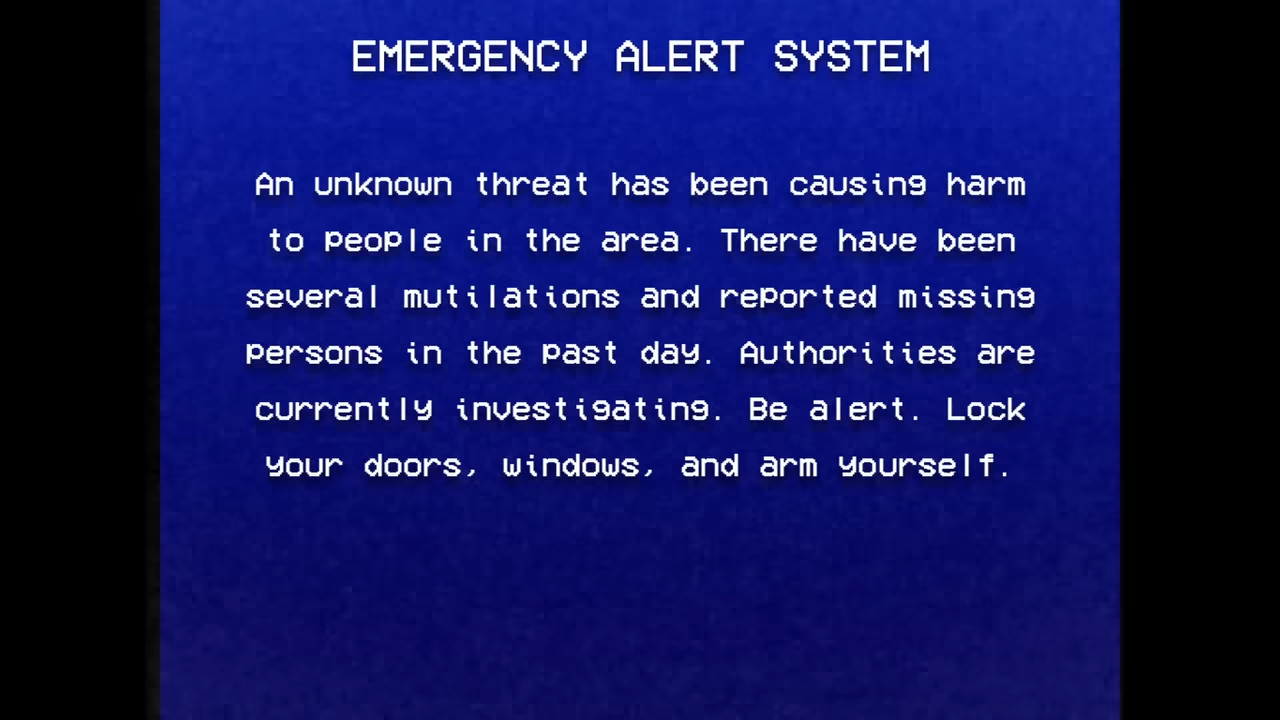 EMERGENCY ALERT SYSTEM
An unknown threat has been causing harm
to people in the area. There have been
several mutilations and reported missing
persons in the past day. Authorities are
currently investigating. Be alert. Lock
your doors, windows, and arm yourself.